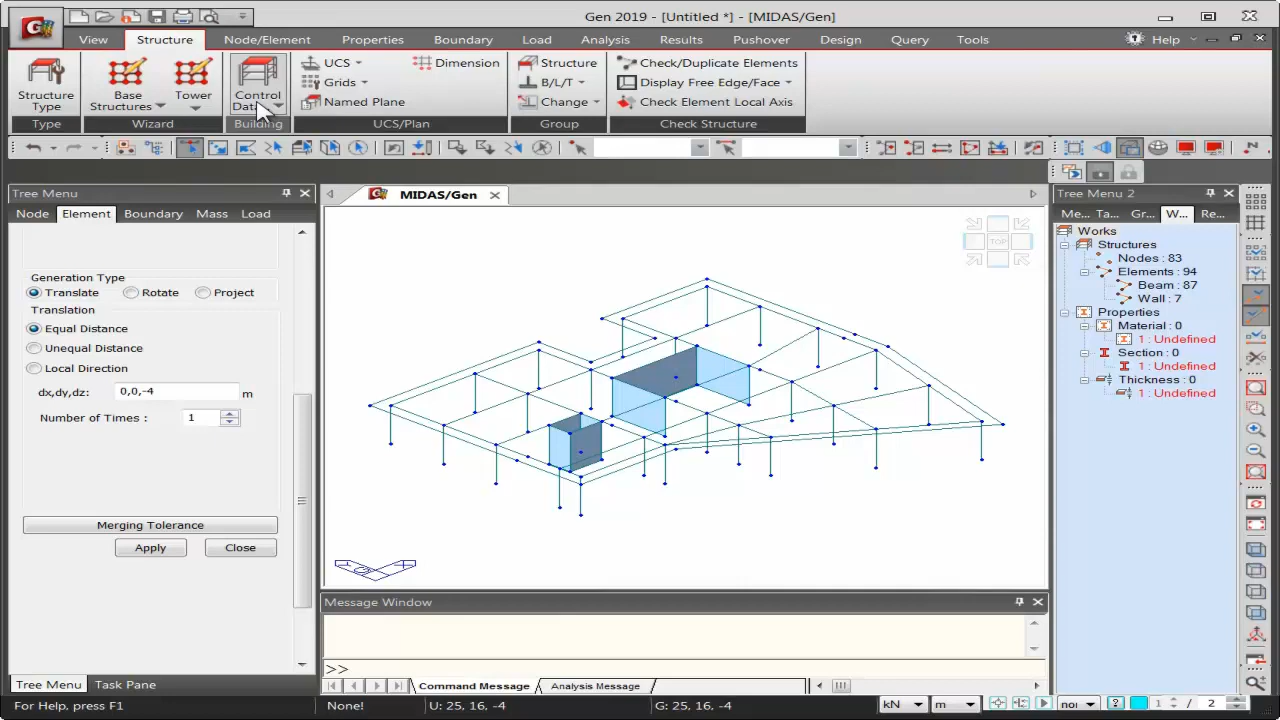 Gen 2019 - [Untitled *] - [MIDAS/Gen]
View Structure Node/Element Properties Boundary Load Analysis Results Pushover Design Query Tools Help
Structure Type
Base Structures
Tower
Control Data
UCS
Grids
Named Plane
Dimension
Structure
B/L/T
Change
Check/Duplicate Elements
Display Free Edge/Face
Check Element Local Axis
Type Wizard Building UCS/Plan Group Check Structure
Tree Menu
Node Element Boundary Mass Load
Generation Type
Translate Rotate Project
Translation
Equal Distance
Unequal Distance
Local Direction
dx,dy,dz: 0,0,-4 m
Number of Times : 1
Merging Tolerance
Apply Close
Tree Menu Task Pane
MIDAS/Gen
TOP
Message Window
>>
Command Message Analysis Message
Tree Menu 2
Me... Ta... Gr... W... Re...
Works
Structures
Nodes : 83
Elements : 94
Beam : 87
Wall : 7
Properties
Material : 0
1 : Undefined
Section : 0
1 : Undefined
Thickness : 0
1 : Undefined
For Help, press F1 None! U: 25, 16, -4 G: 25, 16, -4 kN m 1 / 2